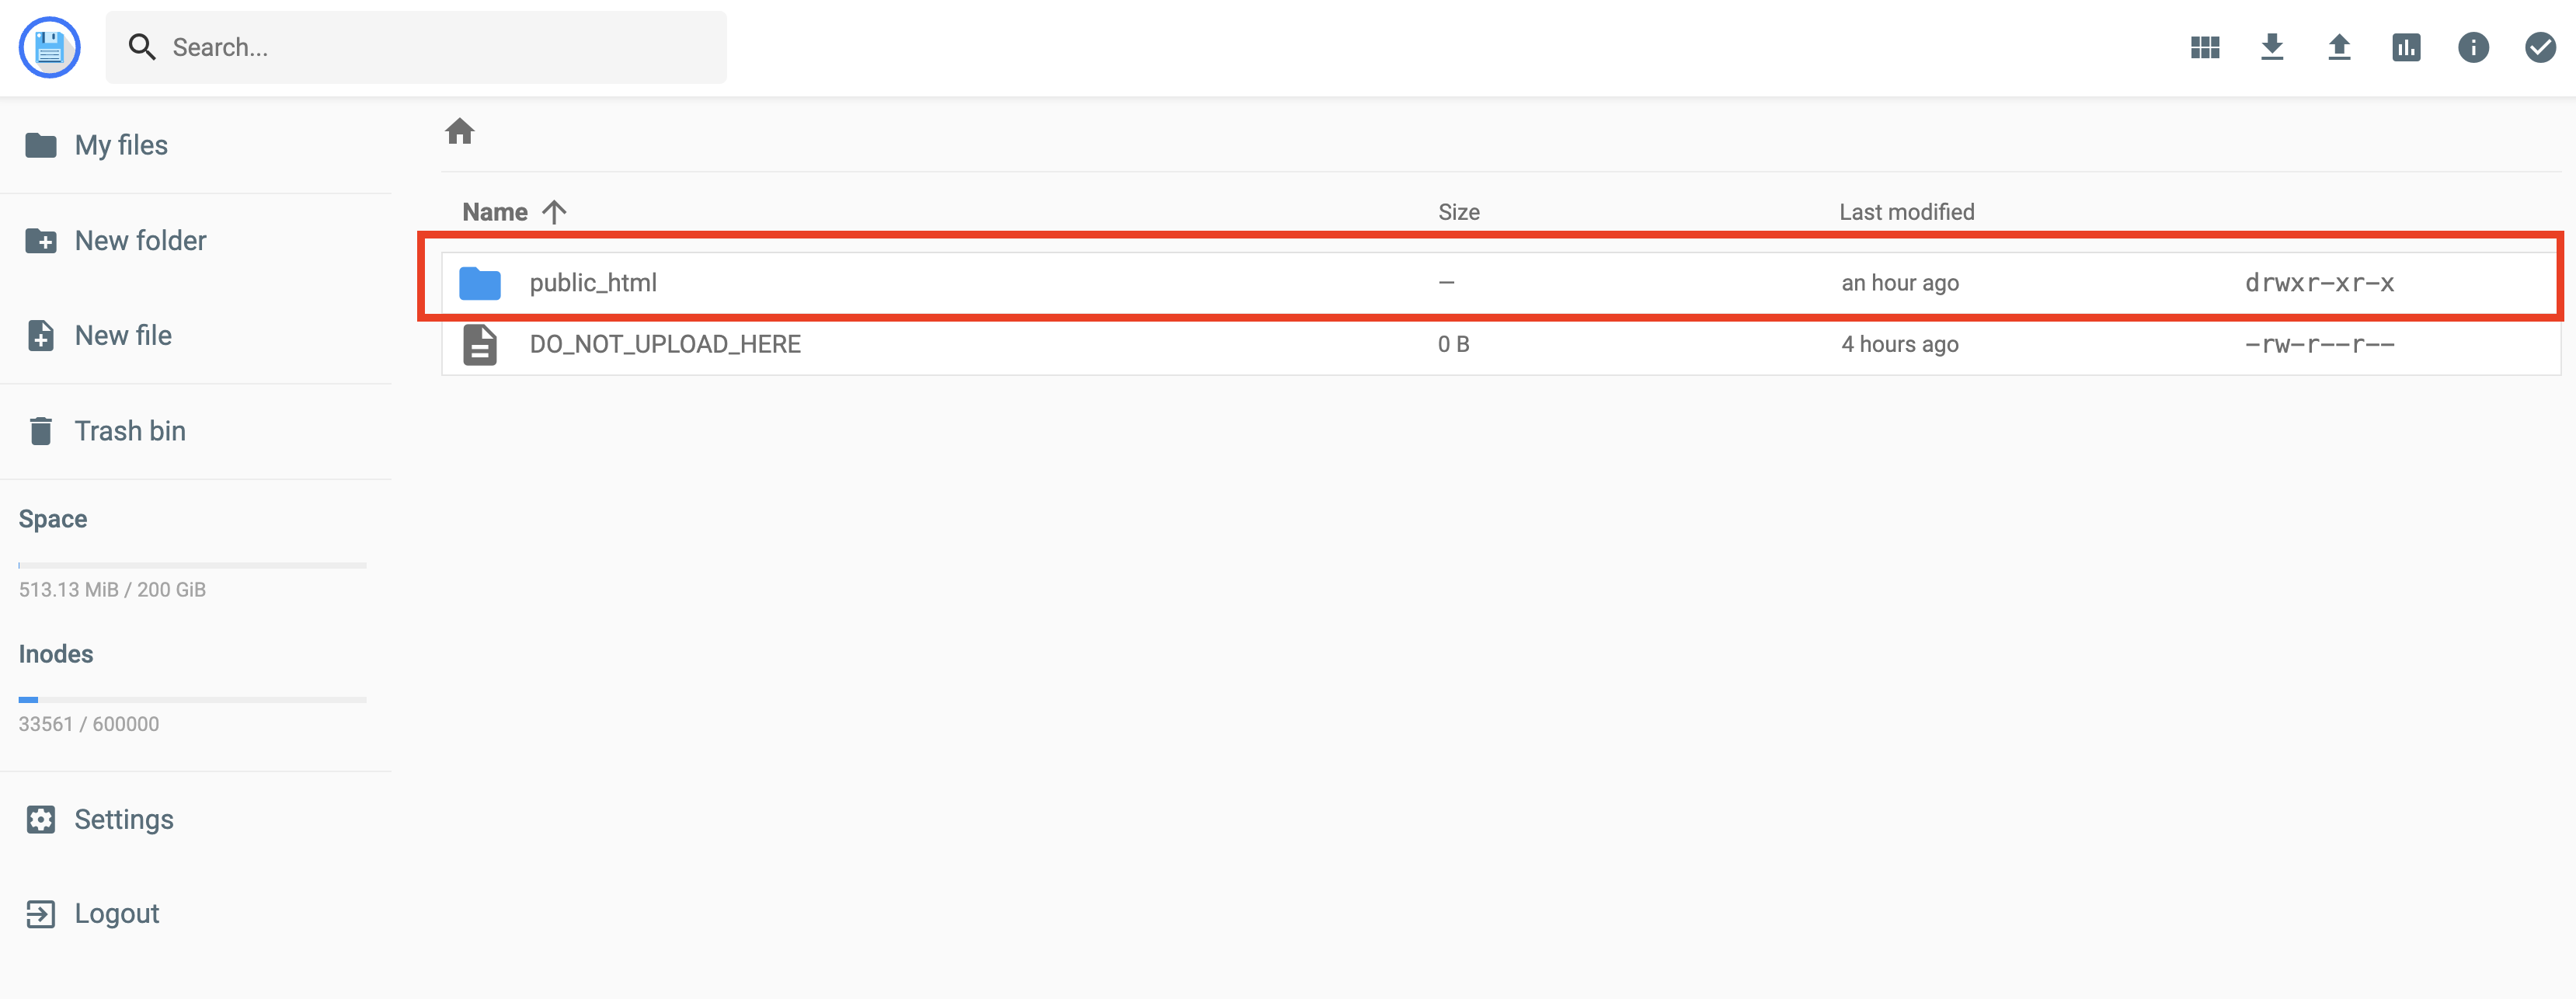 Search...
My files
New folder
New file
Trash bin
Space
513.13 MiB / 200 GiB
Inodes
33561 / 600000
Settings
Logout
Name Size Last modified
public_html — an hour ago drwxr-xr-x
DO_NOT_UPLOAD_HERE 0 B 4 hours ago -rw-r--r--